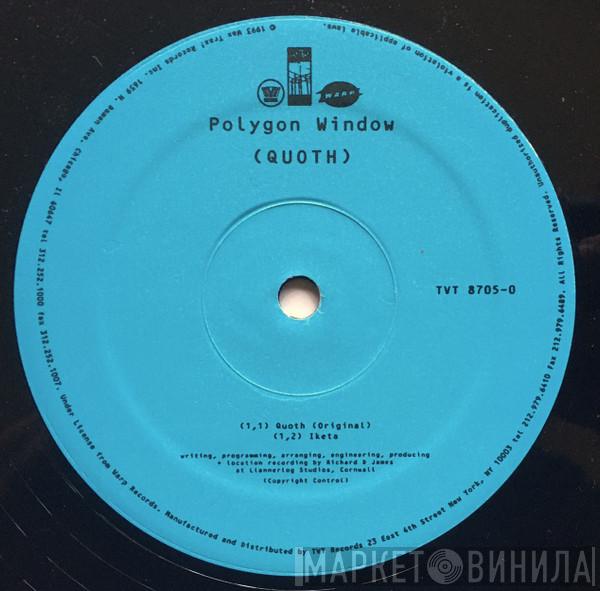 WARP
Polygon Window
(QUOTH)
TVT 8705-0
(1,1) Quoth (Original)
(1,2) Iketa
writing, programming, arranging, engineering, producing
+ location recording by Richard D James
at Llannerlog Studios, Cornwall
(Copyright Control)
© 1993 Wax Trax! Records Inc. 1659 N. Damen Ave. Chicago, Il 60647 tel 312.252.1000 fax 312.252.1007. Under License from Warp Records. Manufactured and Distributed by TVT Records 23 East 4th Street New York, NY 10003 tel 212.979.6410 fax 212.979.6489. All Rights Reserved. Unauthorized duplication is a violation of applicable laws.
МАРКЕТ ВИНИЛА